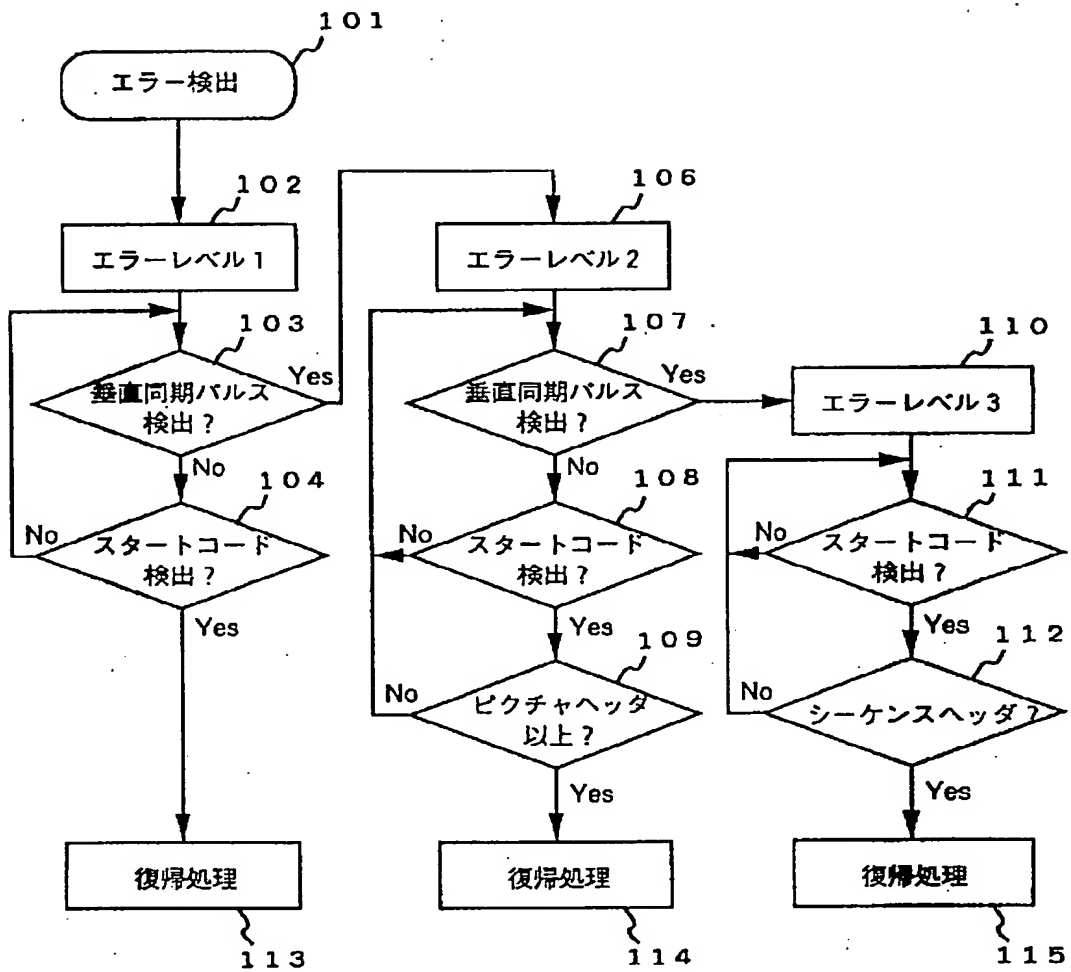 101
エラー検出
102
エラーレベル1
103
垂直同期パルス
検出?
Yes
No
104
スタートコード
検出?
No
Yes
復帰処理
113
106
エラーレベル2
107
垂直同期パルス
検出?
Yes
No
108
スタートコード
検出?
No
Yes
109
ピクチャヘッダ
以上?
No
Yes
復帰処理
114
110
エラーレベル3
111
スタートコード
検出?
No
Yes
112
シーケンスヘッダ?
No
Yes
復帰処理
115